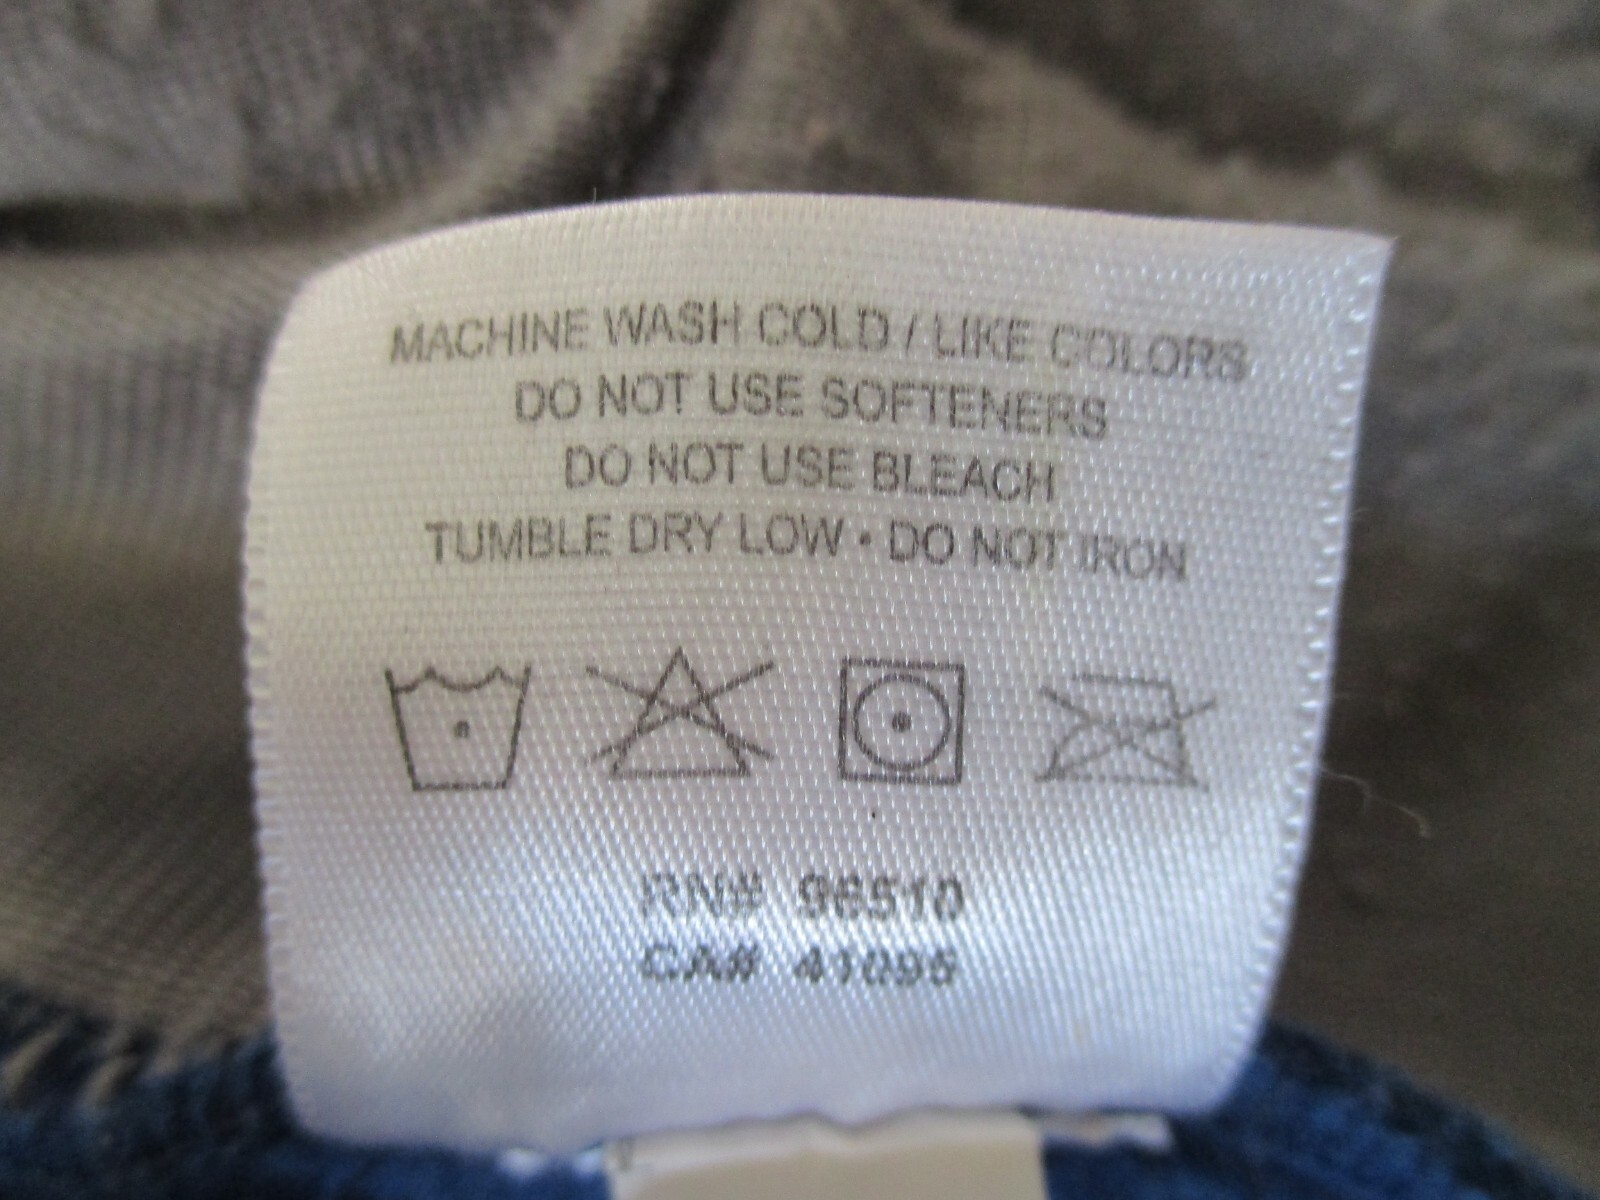 MACHINE WASH COLD / LIKE COLORS
DO NOT USE SOFTENERS
DO NOT USE BLEACH
TUMBLE DRY LOW • DO NOT IRON
RN# 96510
CA# 41095